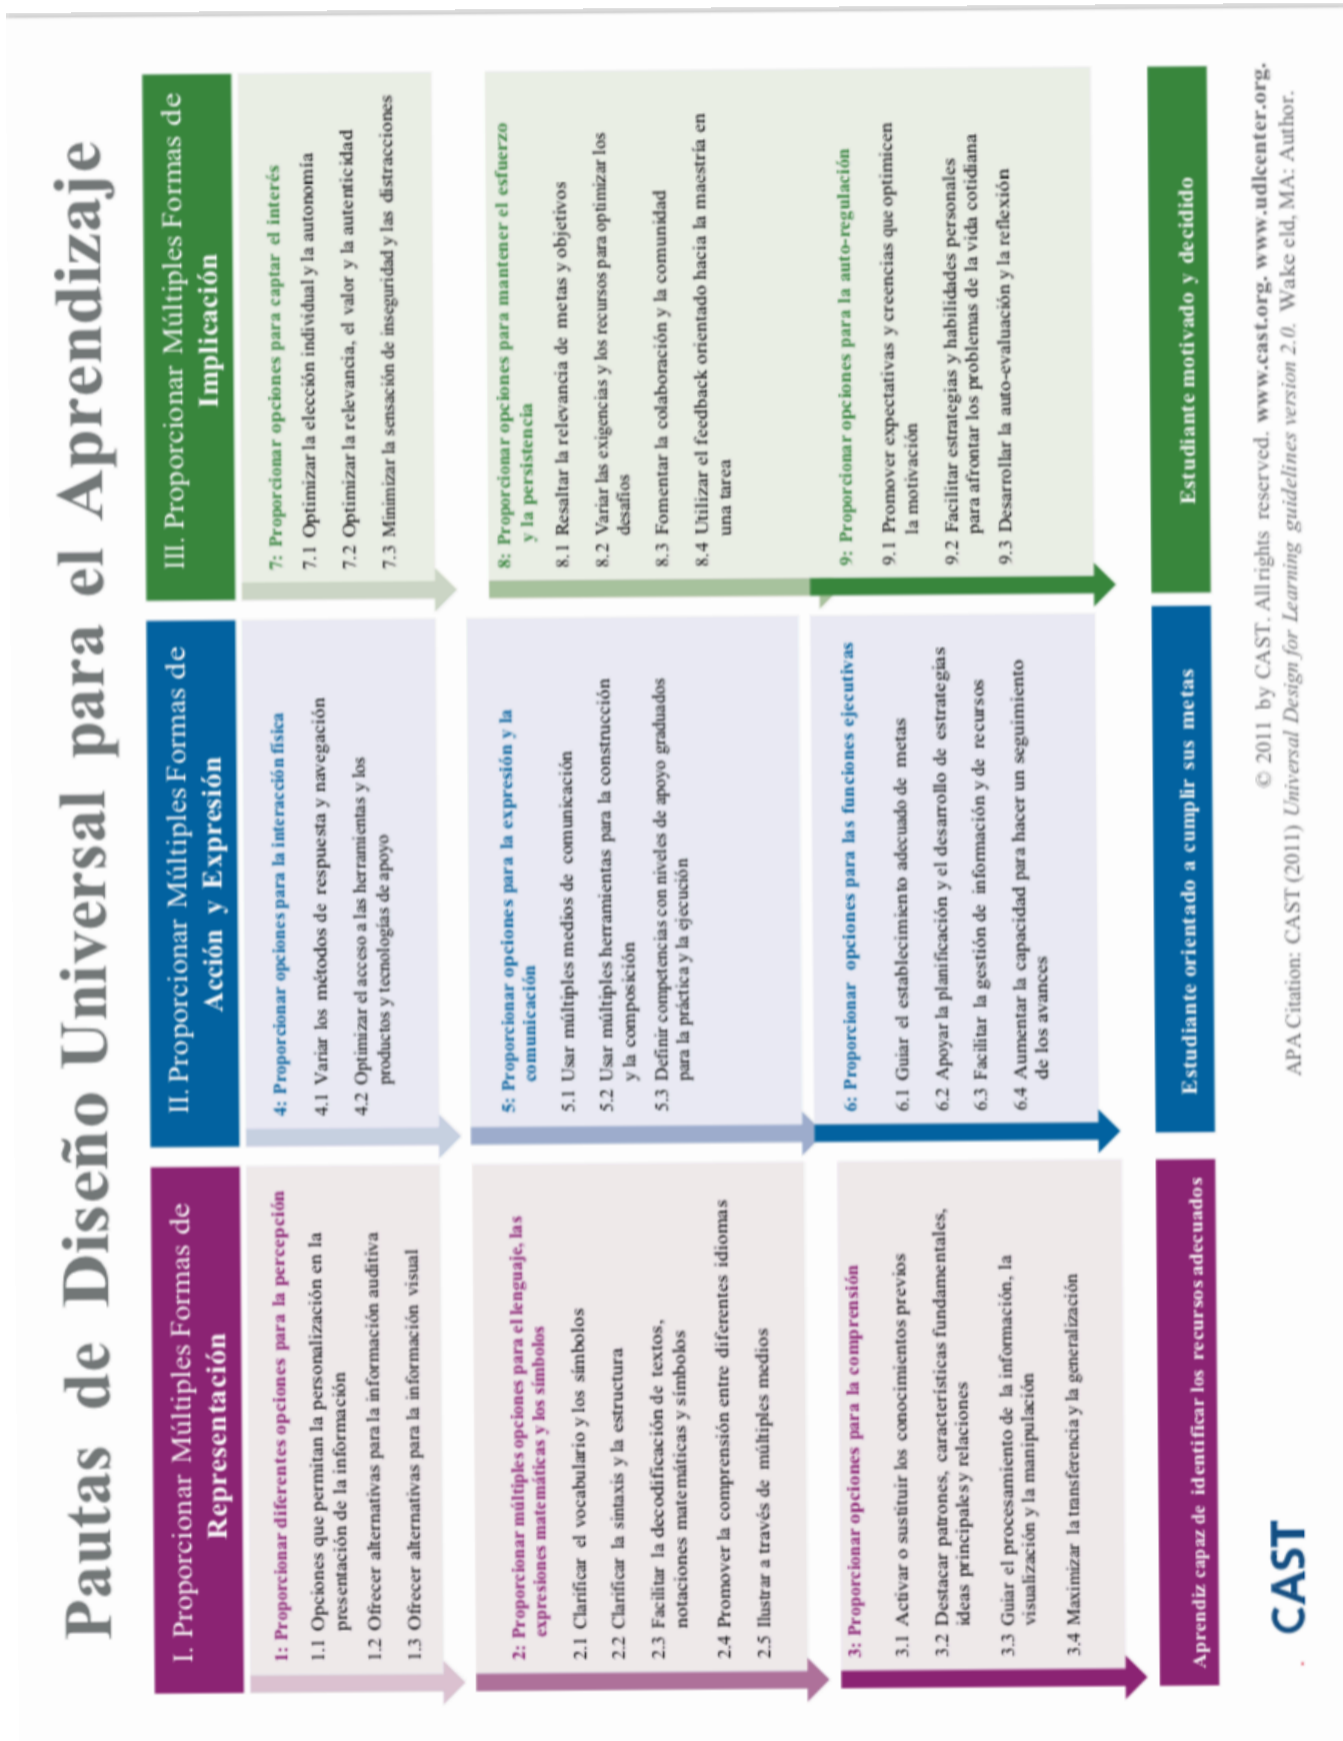 Pautas de Diseño Universal para el Aprendizaje
I. Proporcionar Múltiples Formas de
Representación
1: Proporcionar diferentes opciones para la percepción
1.1 Opciones que permitan la personalización en la
presentación de la información
1.2 Ofrecer alternativas para la información auditiva
1.3 Ofrecer alternativas para la información visual
2: Proporcionar múltiples opciones para el lenguaje, las
expresiones matemáticas y los símbolos
2.1 Clarificar el vocabulario y los símbolos
2.2 Clarificar la sintaxis y la estructura
2.3 Facilitar la decodificación de textos,
notaciones matemáticas y símbolos
2.4 Promover la comprensión entre diferentes idiomas
2.5 Ilustrar a través de múltiples medios
3: Proporcionar opciones para la comprensión
3.1 Activar o sustituir los conocimientos previos
3.2 Destacar patrones, características fundamentales,
ideas principales y relaciones
3.3 Guiar el procesamiento de la información, la
visualización y la manipulación
3.4 Maximizar la transferencia y la generalización
Aprendiz capaz de identificar los recursos adecuados
II. Proporcionar Múltiples Formas de
Acción y Expresión
4: Proporcionar opciones para la interacción física
4.1 Variar los métodos de respuesta y navegación
4.2 Optimizar el acceso a las herramientas y los
productos y tecnologías de apoyo
5: Proporcionar opciones para la expresión y la
comunicación
5.1 Usar múltiples medios de comunicación
5.2 Usar múltiples herramientas para la construcción
y la composición
5.3 Definir competencias con niveles de apoyo graduados
para la práctica y la ejecución
6: Proporcionar opciones para las funciones ejecutivas
6.1 Guiar el establecimiento adecuado de metas
6.2 Apoyar la planificación y el desarrollo de estrategias
6.3 Facilitar la gestión de información y de recursos
6.4 Aumentar la capacidad para hacer un seguimiento
de los avances
Estudiante orientado a cumplir sus metas
III. Proporcionar Múltiples Formas de
Implicación
7: Proporcionar opciones para captar el interés
7.1 Optimizar la elección individual y la autonomía
7.2 Optimizar la relevancia, el valor y la autenticidad
7.3 Minimizar la sensación de inseguridad y las distracciones
8: Proporcionar opciones para mantener el esfuerzo
y la persistencia
8.1 Resaltar la relevancia de metas y objetivos
8.2 Variar las exigencias y los recursos para optimizar los
desafíos
8.3 Fomentar la colaboración y la comunidad
8.4 Utilizar el feedback orientado hacia la maestría en
una tarea
9: Proporcionar opciones para la auto-regulación
9.1 Promover expectativas y creencias que optimicen
la motivación
9.2 Facilitar estrategias y habilidades personales
para afrontar los problemas de la vida cotidiana
9.3 Desarrollar la auto-evaluación y la reflexión
Estudiante motivado y decidido
CAST
© 2011 by CAST. All rights reserved. www.cast.org. www.udlcenter.org.
APA Citation: CAST (2011) Universal Design for Learning guidelines version 2.0. Wake eld, MA: Author.